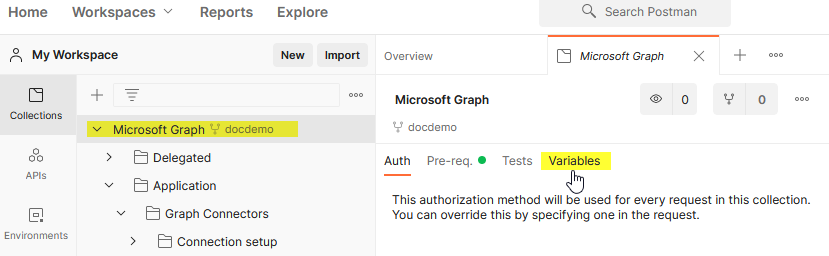 Home Workspaces Reports Explore Search Postman
My Workspace New Import
Overview Microsoft Graph
Collections
APIs
Environments
Microsoft Graph docdemo
Delegated
Application
Graph Connectors
Connection setup
Microsoft Graph 0 0
docdemo
Auth Pre-req. Tests Variables
This authorization method will be used for every request in this collection.
You can override this by specifying one in the request.